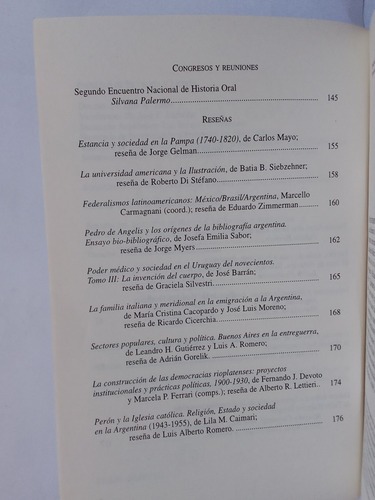 CONGRESOS Y REUNIONES
Segundo Encuentro Nacional de Historia Oral
Silvana Palermo 145
RESEÑAS
Estancia y sociedad en la Pampa (1740-1820), de Carlos Mayo;
reseña de Jorge Gelman 155
La universidad americana y la Ilustración, de Batia B. Siebzehner;
reseña de Roberto Di Stéfano 158
Federalismos latinoamericanos: México/Brasil/Argentina, Marcello
Carmagnani (coord.); reseña de Eduardo Zimmerman 160
Pedro de Angelis y los orígenes de la bibliografía argentina.
Ensayo bio-bibliográfico, de Josefa Emilia Sabor;
reseña de Jorge Myers 162
Poder médico y sociedad en el Uruguay del novecientos.
Tomo III: La invención del cuerpo, de José Barrán;
reseña de Graciela Silvestri 165
La familia italiana y meridional en la emigración a la Argentina,
de María Cristina Cacopardo y José Luis Moreno;
reseña de Ricardo Cicerchia 168
Sectores populares, cultura y política. Buenos Aires en la entreguerra,
de Leandro H. Gutiérrez y Luis A. Romero;
reseña de Adrián Gorelik. 170
La construcción de las democracias rioplatenses: proyectos
institucionales y prácticas políticas, 1900-1930, de Fernando J. Devoto
y Marcela P. Ferrari (comps.); reseña de Alberto R. Lettieri 174
Perón y la Iglesia católica. Religión, Estado y sociedad
en la Argentina (1943-1955), de Lila M. Caimari;
reseña de Luis Alberto Romero. 176